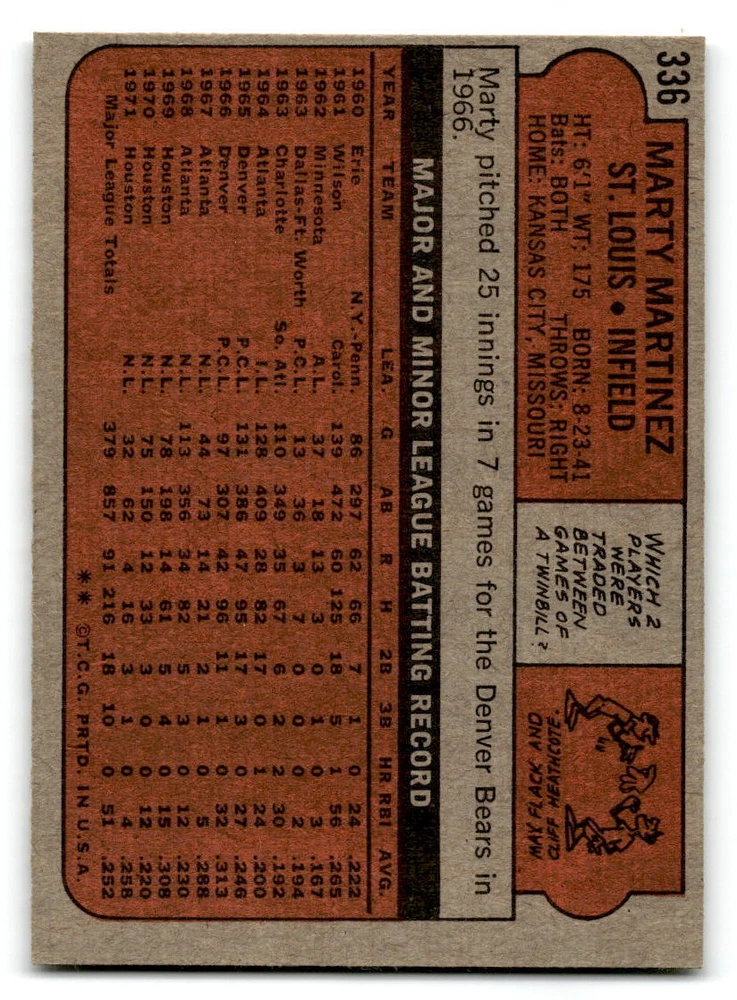 336
MARTY MARTINEZ
ST. LOUIS • INFIELD
HT: 6'1" WT: 175 BORN: 8-23-41
Bats: BOTH THROWS: RIGHT
HOME: KANSAS CITY, MISSOURI
WHICH 2
PLAYERS
WERE
TRADED
BETWEEN
GAMES OF
A TWINBILL?
MAX FLACK AND
CLIFF HEATHCOTE.
Marty pitched 25 innings in 7 games for the Denver Bears in
1966.
MAJOR AND MINOR LEAGUE BATTING RECORD
YEAR TEAM LEA. G AB R H 2B 3B HR RBI AVG.
1960 Erie N.Y.-Penn. 86 297 62 66 7 1 0 24 .222
1961 Wilson Carol. 139 472 60 125 18 5 1 56 .265
1962 Minnesota A.L. 37 18 13 3 0 1 0 3 .167
1963 Dallas-Ft. Worth P.C.L. 13 36 3 7 0 0 0 2 .194
1963 Charlotte So. Atl. 110 349 35 67 6 2 2 30 .192
1964 Atlanta I.L. 128 409 28 82 17 0 1 24 .200
1965 Denver P.C.L. 131 386 47 95 17 3 0 27 .246
1966 Denver P.C.L. 97 307 42 96 11 3 0 32 .313
1967 Atlanta N.L. 44 73 14 21 2 1 0 5 .288
1968 Atlanta N.L. 113 356 34 82 5 3 0 12 .230
1969 Houston N.L. 78 198 14 61 5 4 0 15 .308
1970 Houston N.L. 75 150 12 33 3 0 0 12 .220
1971 Houston N.L. 32 62 4 16 3 1 0 4 .258
Major League Totals 379 857 91 216 18 10 0 51 .252
** ©T.C.G. PRTD. IN U.S.A.